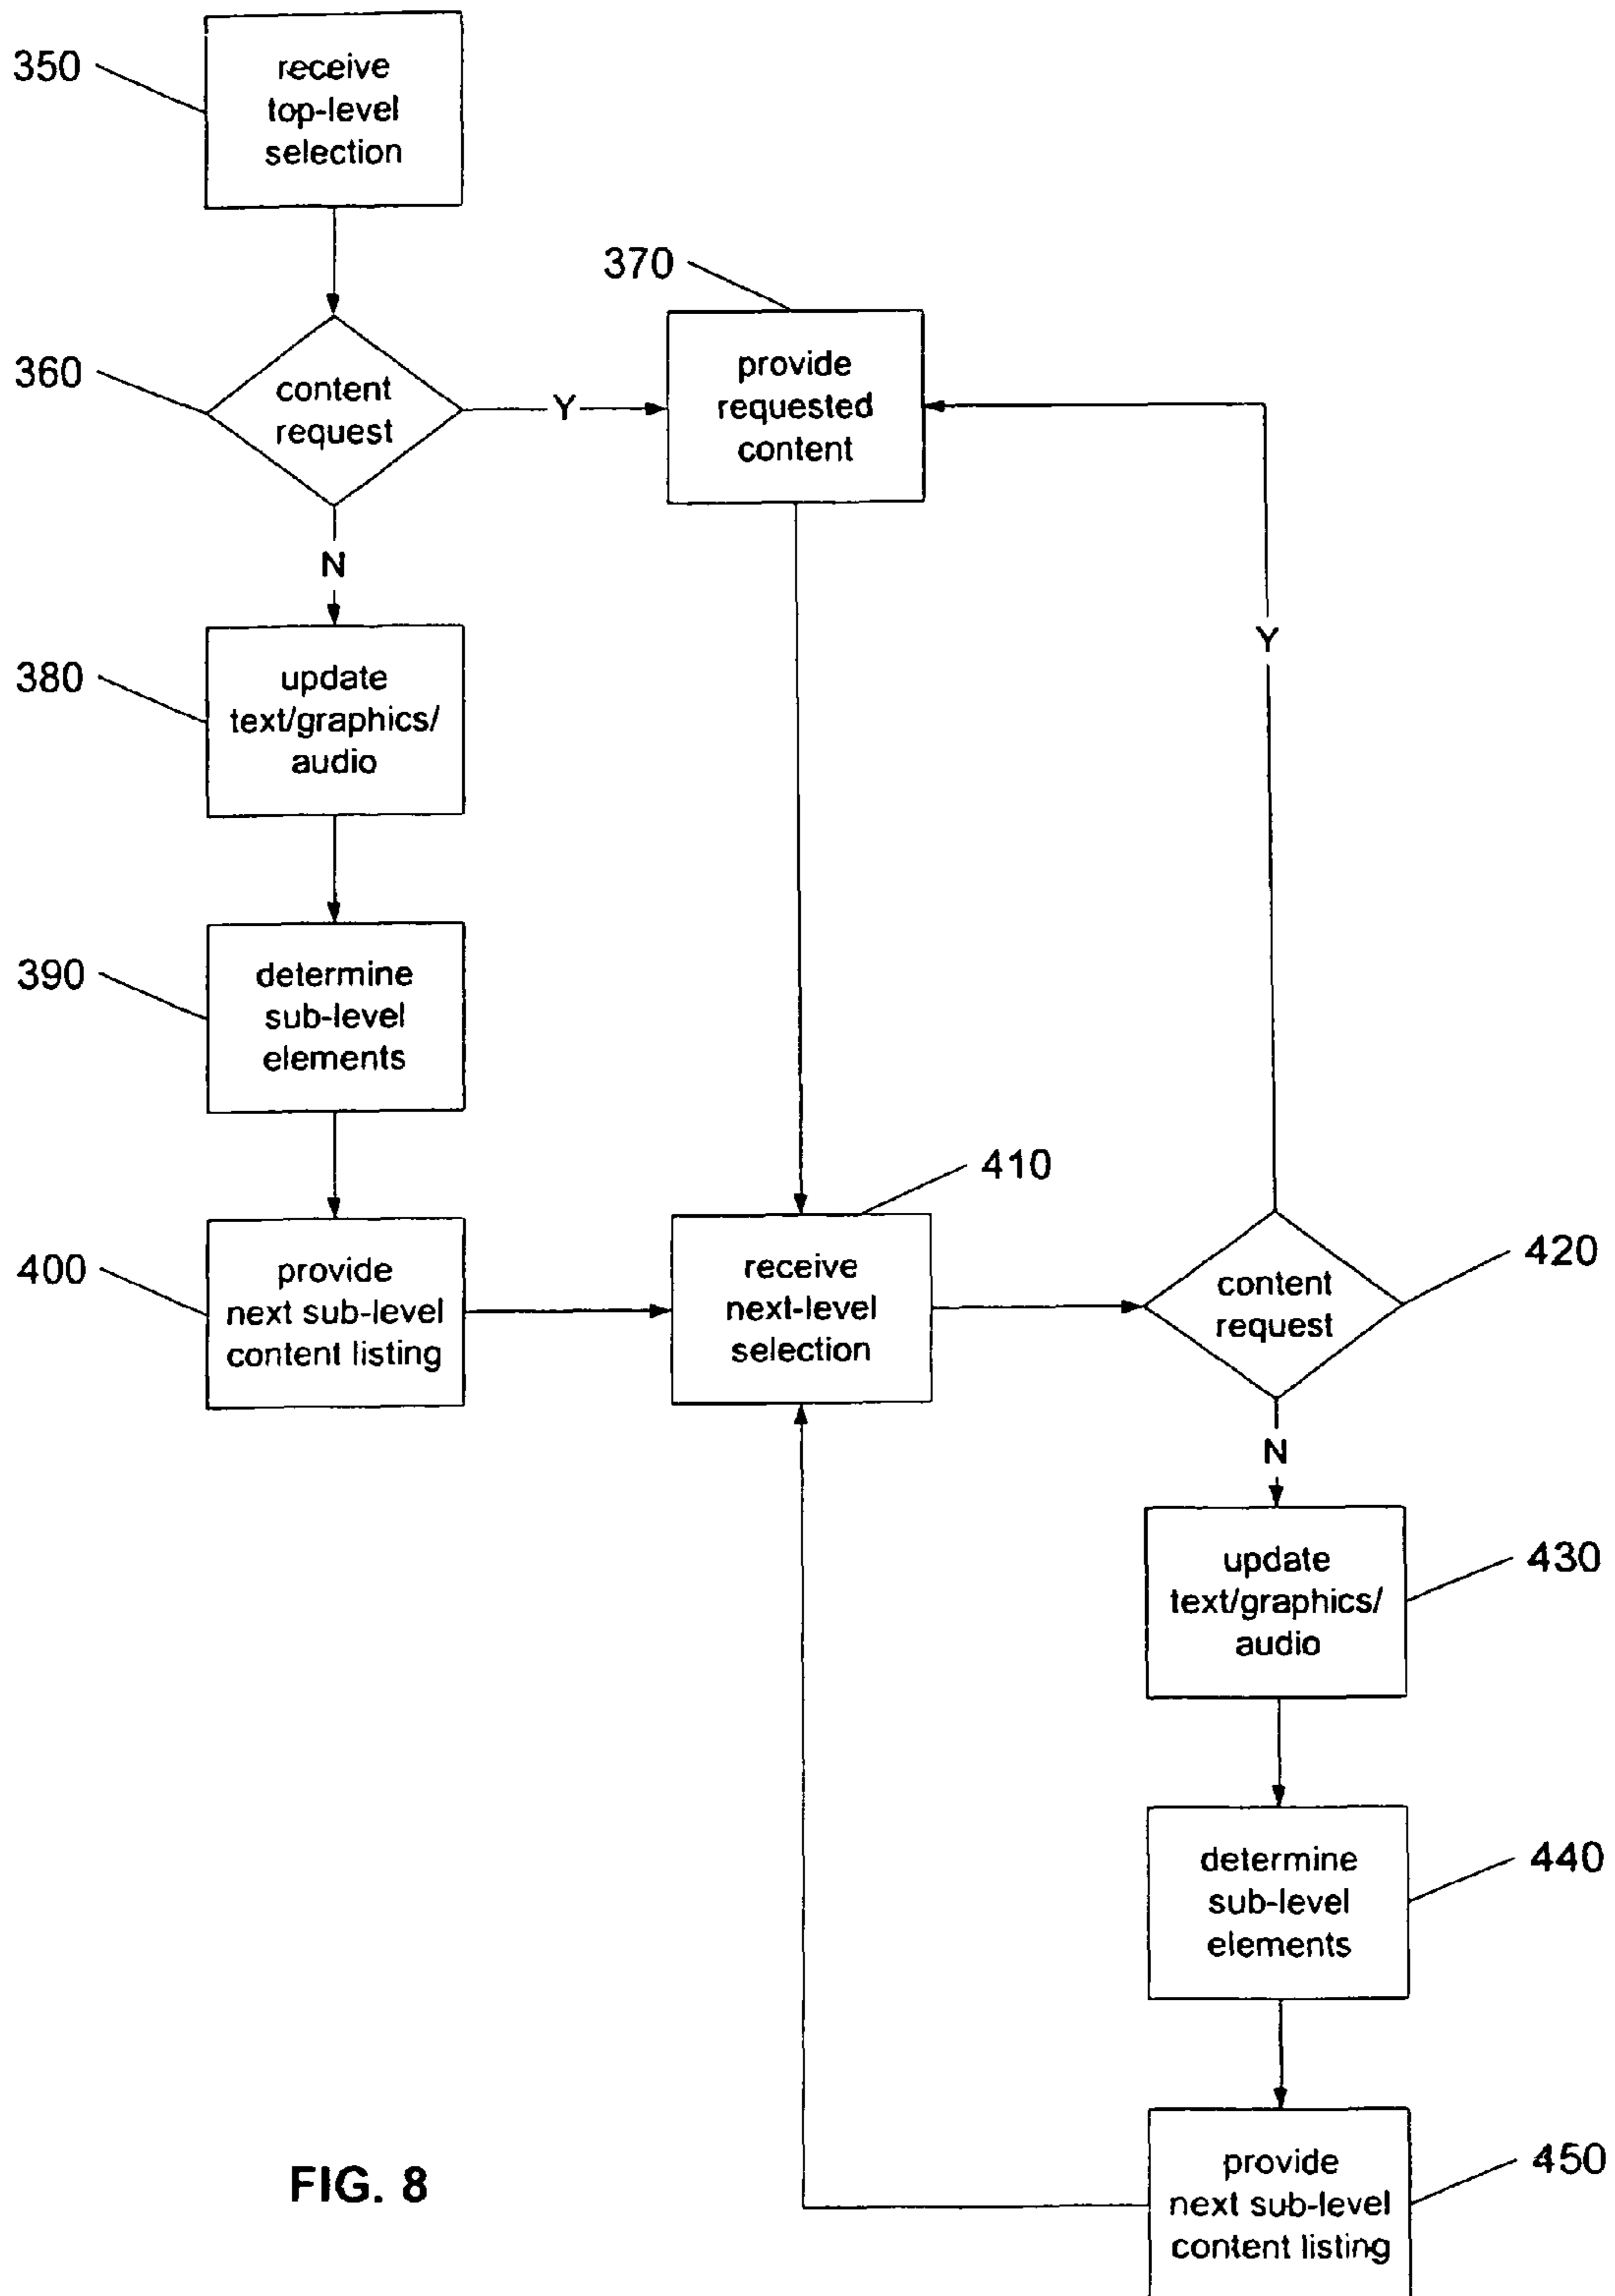 350
receive
top-level
selection
370
360
content
request
Y
provide
requested
content
N
Y
380
update
text/graphics/
audio
390
determine
sub-level
elements
410
400
provide
next sub-level
content listing
receive
next-level
selection
420
content
request
N
430
update
text/graphics/
audio
440
determine
sub-level
elements
450
provide
next sub-level
content listing
FIG. 8